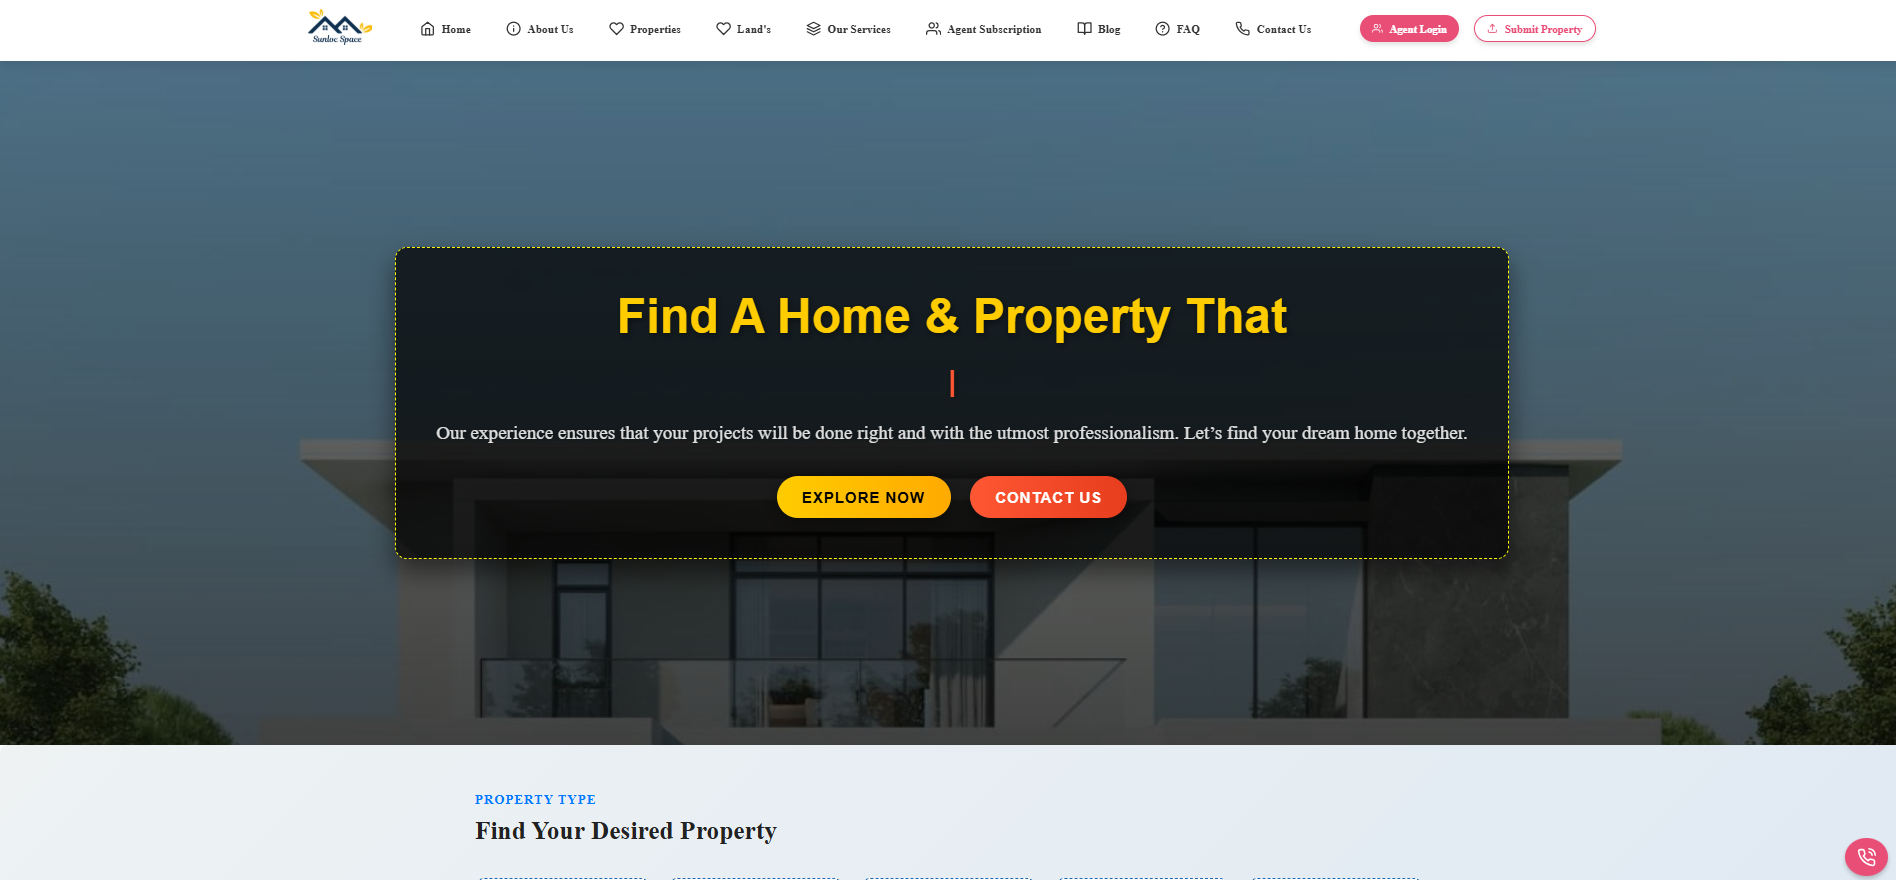 Sunloc Space
Home
About Us
Properties
Land's
Our Services
Agent Subscription
Blog
FAQ
Contact Us
Agent Login
Submit Property
Find A Home & Property That
Our experience ensures that your projects will be done right and with the utmost professionalism. Let’s find your dream home together.
EXPLORE NOW
CONTACT US
PROPERTY TYPE
Find Your Desired Property